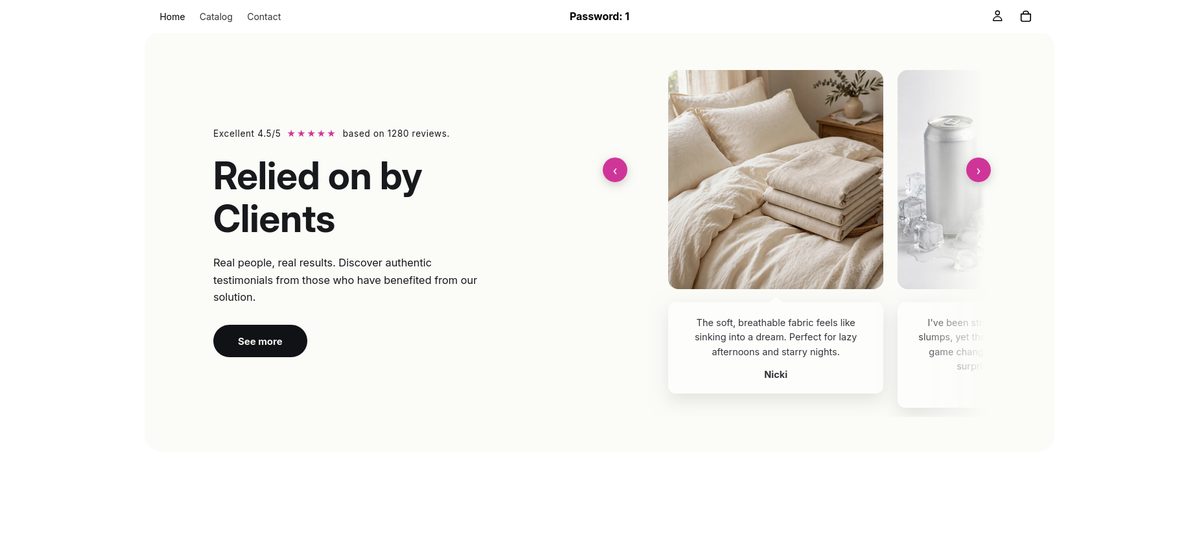 Home Catalog Contact
Password: 1
Excellent 4.5/5 ★★★★★ based on 1280 reviews.
Relied on by
Clients
Real people, real results. Discover authentic
testimonials from those who have benefited from our
solution.
See more
‹
›
The soft, breathable fabric feels like
sinking into a dream. Perfect for lazy
afternoons and starry nights.
Nicki
I've been
slumps, yet
game